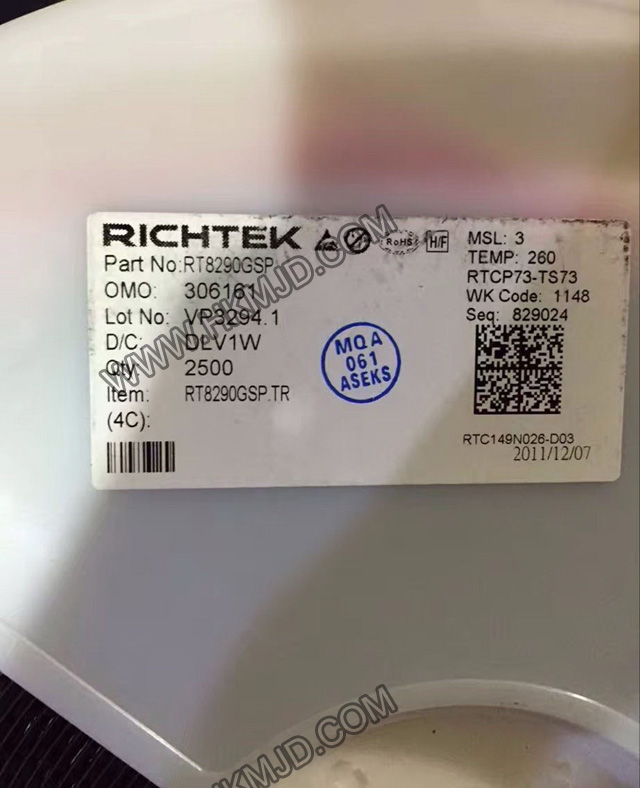 RICHTEK
RoHS
H/F
Part No:RT8290GSP
OMO: 306161
Lot No: VP3294.1
D/C: DLV1W
Qty: 2500
Item: RT8290GSP.TR
(4C):
MSL: 3
TEMP: 260
RTCP73-TS73
WK Code: 1148
Seq: 829024
MQA
061
ASEKS
RTC149N026-D03
2011/12/07
WWW.HKMJD.COM
HKMJD.COM